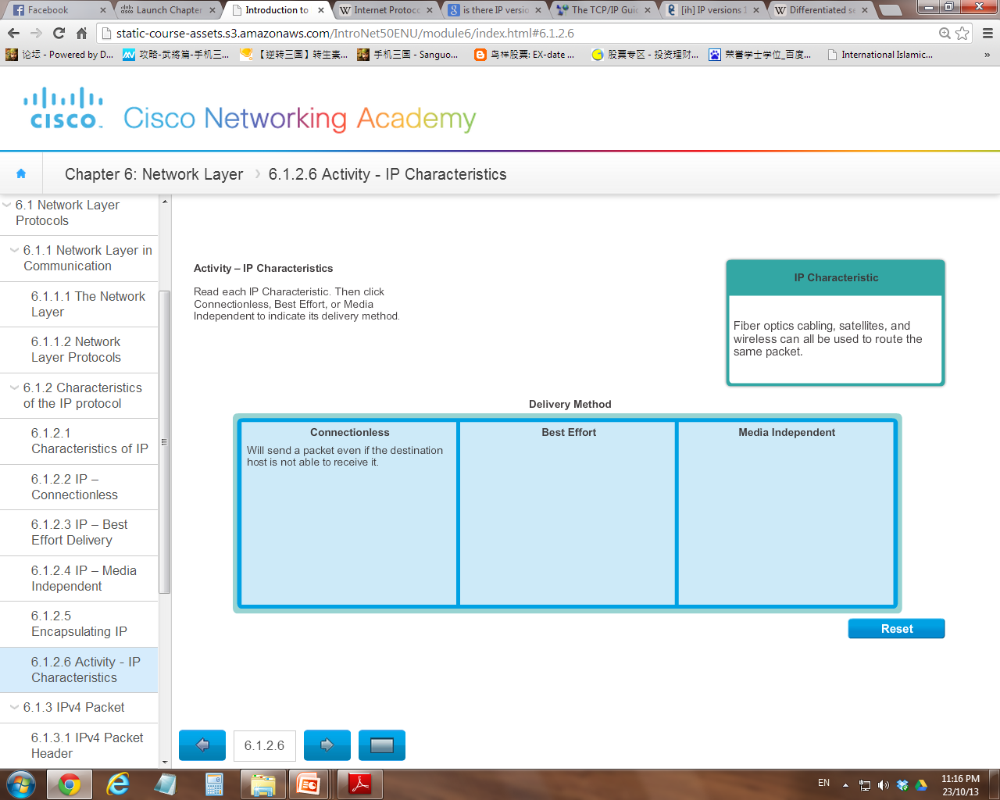 Facebook
Launch Chapter
Introduction to
Internet Protoco
is there IP versio
The TCP/IP Guid
[ih] IP versions 1
Differentiated se
static-course-assets.s3.amazonaws.com/IntroNet50ENU/module6/index.html#6.1.2.6
论坛 - Powered by D...
攻略-武將篇-手机三...
【逆转三国】转生素...
手机三国 - Sanguo...
鸟样股票: EX-date ...
股票专区 - 投资理财...
荣誉学士学位_百度...
International Islamic...
»
CISCO.
Cisco Networking Academy
Chapter 6: Network Layer
6.1.2.6 Activity - IP Characteristics
6.1 Network Layer
Protocols
6.1.1 Network Layer in
Communication
6.1.1.1 The Network
Layer
6.1.1.2 Network
Layer Protocols
6.1.2 Characteristics
of the IP protocol
6.1.2.1
Characteristics of IP
6.1.2.2 IP –
Connectionless
6.1.2.3 IP – Best
Effort Delivery
6.1.2.4 IP – Media
Independent
6.1.2.5
Encapsulating IP
6.1.2.6 Activity - IP
Characteristics
6.1.3 IPv4 Packet
6.1.3.1 IPv4 Packet
Header
Activity – IP Characteristics
Read each IP Characteristic. Then click
Connectionless, Best Effort, or Media
Independent to indicate its delivery method.
IP Characteristic
Fiber optics cabling, satellites, and
wireless can all be used to route the
same packet.
Delivery Method
Connectionless
Will send a packet even if the destination
host is not able to receive it.
Best Effort
Media Independent
Reset
6.1.2.6
EN
11:16 PM
23/10/13